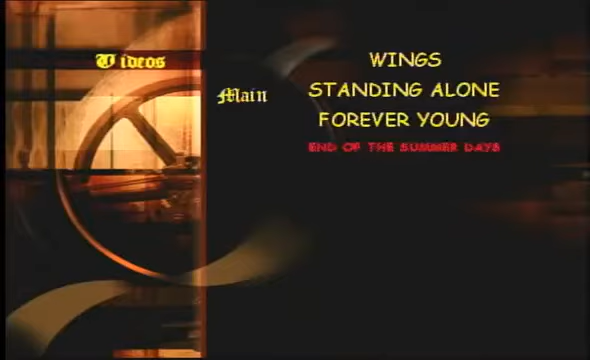 Videos
Main
WINGS
STANDING ALONE
FOREVER YOUNG
END OF THE SUMMER DAYS